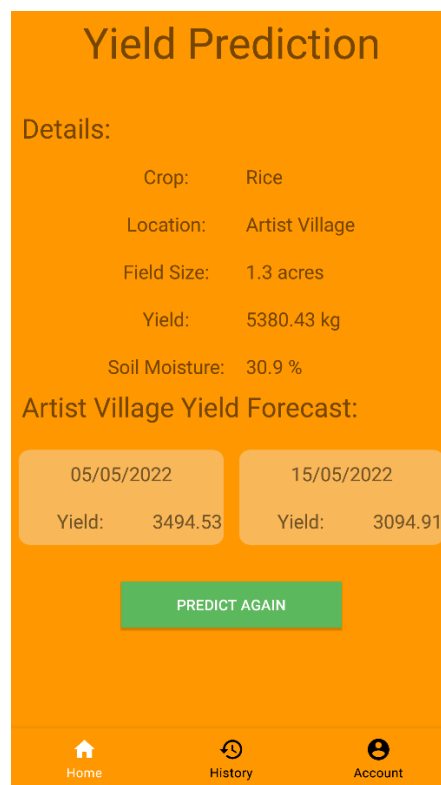 Yield Prediction
Details:
Crop: Rice
Location: Artist Village
Field Size: 1.3 acres
Yield: 5380.43 kg
Soil Moisture: 30.9 %
Artist Village Yield Forecast:
05/05/2022 15/05/2022
Yield: 3494.53 Yield: 3094.91
PREDICT AGAIN
Home History Account